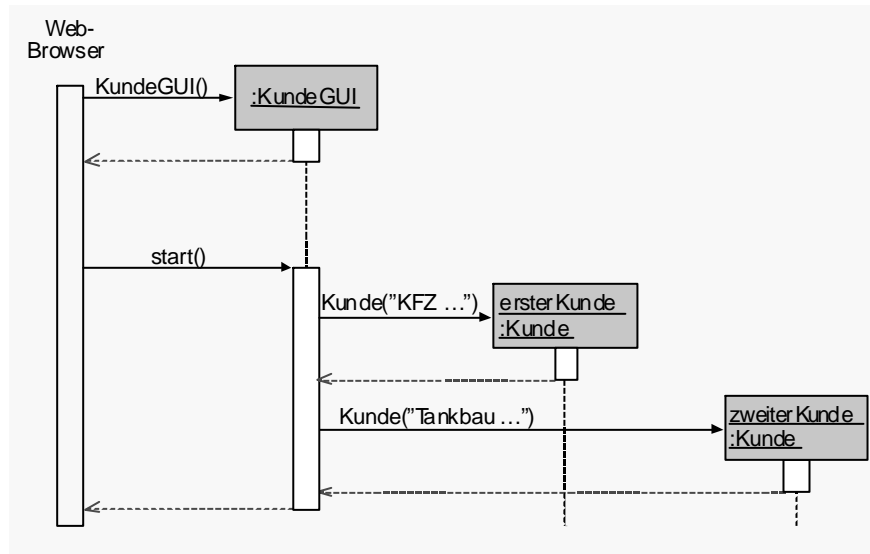 Web-
Browser
KundeGUI()
:KundeGUI
start()
Kunde("KFZ …")
ersterKunde
:Kunde
Kunde("Tankbau …")
zweiterKunde
:Kunde